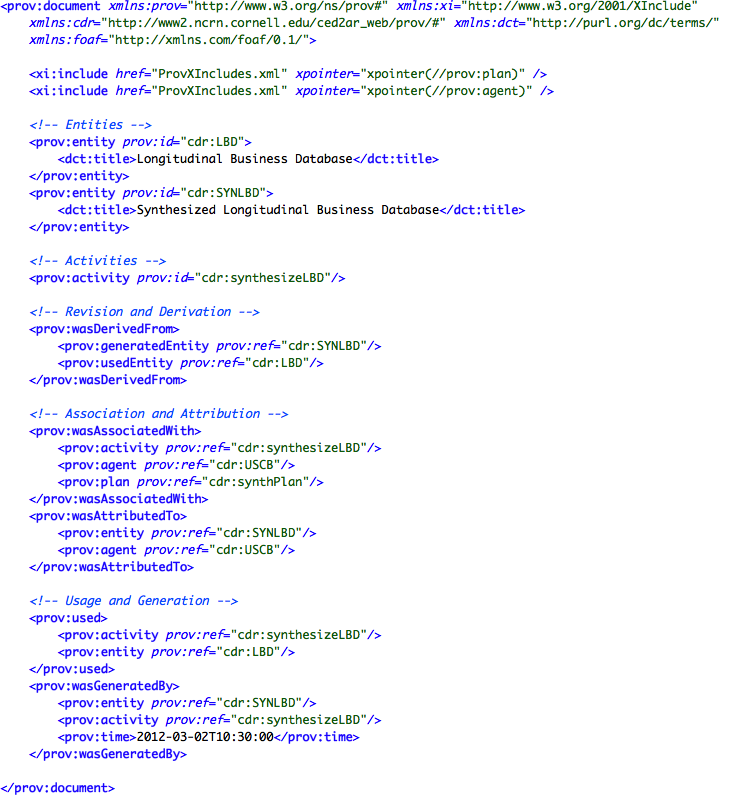 <prov:document xmlns:prov="http://www.w3.org/ns/prov#" xmlns:xi="http://www.w3.org/2001/XInclude"
xmlns:cdr="http://www2.ncrn.cornell.edu/ced2ar_web/prov/#" xmlns:dct="http://purl.org/dc/terms/"
xmlns:foaf="http://xmlns.com/foaf/0.1/">
<xi:include href="ProvXIncludes.xml" xpointer="xpointer(//prov:plan)" />
<xi:include href="ProvXIncludes.xml" xpointer="xpointer(//prov:agent)" />
<!-- Entities -->
<prov:entity prov:id="cdr:LBD">
<dct:title>Longitudinal Business Database</dct:title>
</prov:entity>
<prov:entity prov:id="cdr:SYNLBD">
<dct:title>Synthesized Longitudinal Business Database</dct:title>
</prov:entity>
<!-- Activities -->
<prov:activity prov:id="cdr:synthesizeLBD"/>
<!-- Revision and Derivation -->
<prov:wasDerivedFrom>
<prov:generatedEntity prov:ref="cdr:SYNLBD"/>
<prov:usedEntity prov:ref="cdr:LBD"/>
</prov:wasDerivedFrom>
<!-- Association and Attribution -->
<prov:wasAssociatedWith>
<prov:activity prov:ref="cdr:synthesizeLBD"/>
<prov:agent prov:ref="cdr:USCB"/>
<prov:plan prov:ref="cdr:synthPlan"/>
</prov:wasAssociatedWith>
<prov:wasAttributedTo>
<prov:entity prov:ref="cdr:SYNLBD"/>
<prov:agent prov:ref="cdr:USCB"/>
</prov:wasAttributedTo>
<!-- Usage and Generation -->
<prov:used>
<prov:activity prov:ref="cdr:synthesizeLBD"/>
<prov:entity prov:ref="cdr:LBD"/>
</prov:used>
<prov:wasGeneratedBy>
<prov:entity prov:ref="cdr:SYNLBD"/>
<prov:activity prov:ref="cdr:synthesizeLBD"/>
<prov:time>2012-03-02T10:30:00</prov:time>
</prov:wasGeneratedBy>
</prov:document>